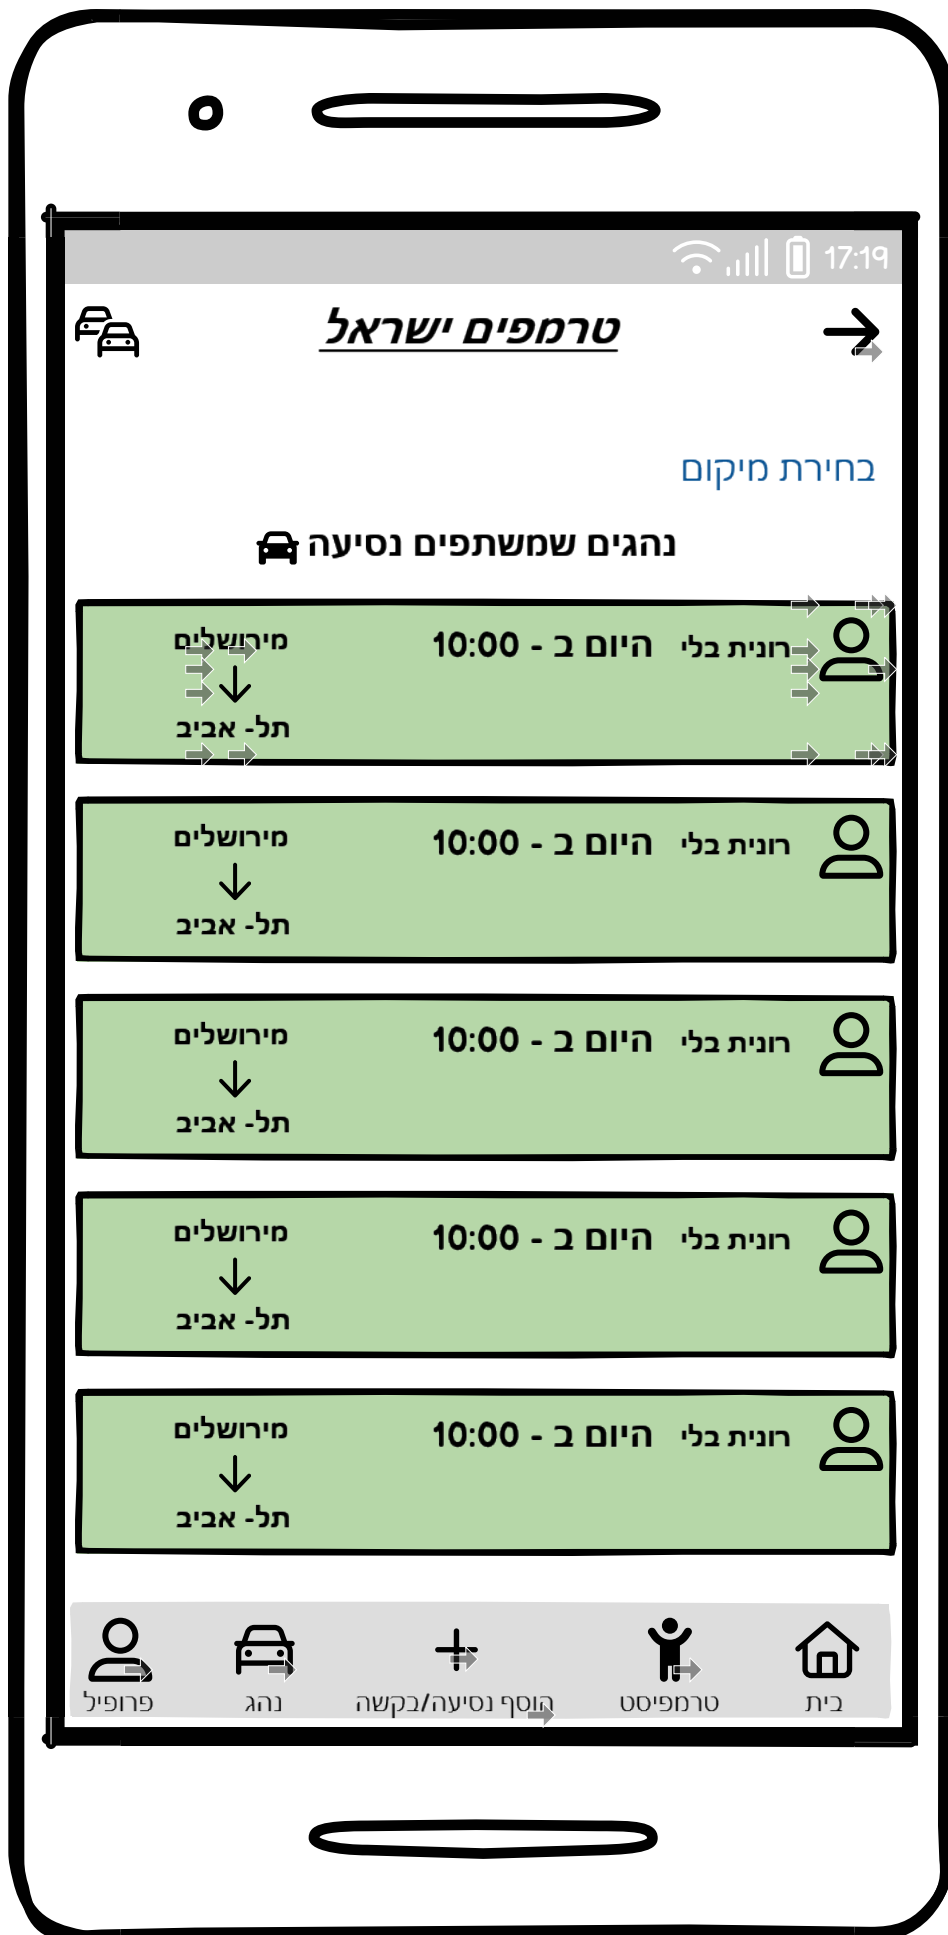 17:19
טרמפים ישראל
בחירת מיקום
נהגים שמשתפים נסיעה
רונית בלי היום ב - 10:00 מירושלים
תל- אביב
רונית בלי היום ב - 10:00 מירושלים
תל- אביב
רונית בלי היום ב - 10:00 מירושלים
תל- אביב
רונית בלי היום ב - 10:00 מירושלים
תל- אביב
רונית בלי היום ב - 10:00 מירושלים
תל- אביב
בית טרמפיסט הוסף נסיעה/בקשה נהג פרופיל